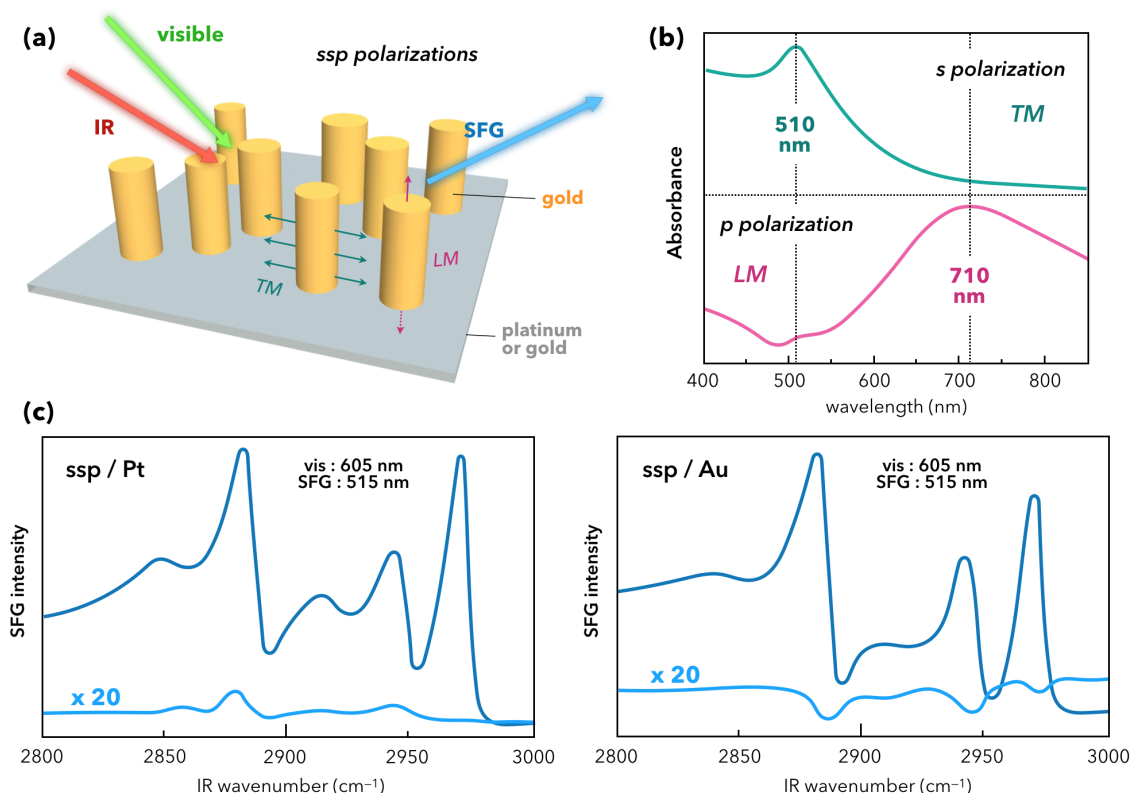 (a)
visible
ssp polarizations
IR
SFG
gold
TM
LM
platinum
or gold
(b)
Absorbance
s polarization
TM
510
nm
p polarization
LM
710
nm
400
500
600
700
800
wavelength (nm)
(c)
SFG intensity
ssp / Pt
vis : 605 nm
SFG : 515 nm
x 20
2800
2850
2900
2950
3000
IR wavenumber (cm⁻¹)
SFG intensity
ssp / Au
vis : 605 nm
SFG : 515 nm
x 20
2800
2850
2900
2950
3000
IR wavenumber (cm⁻¹)